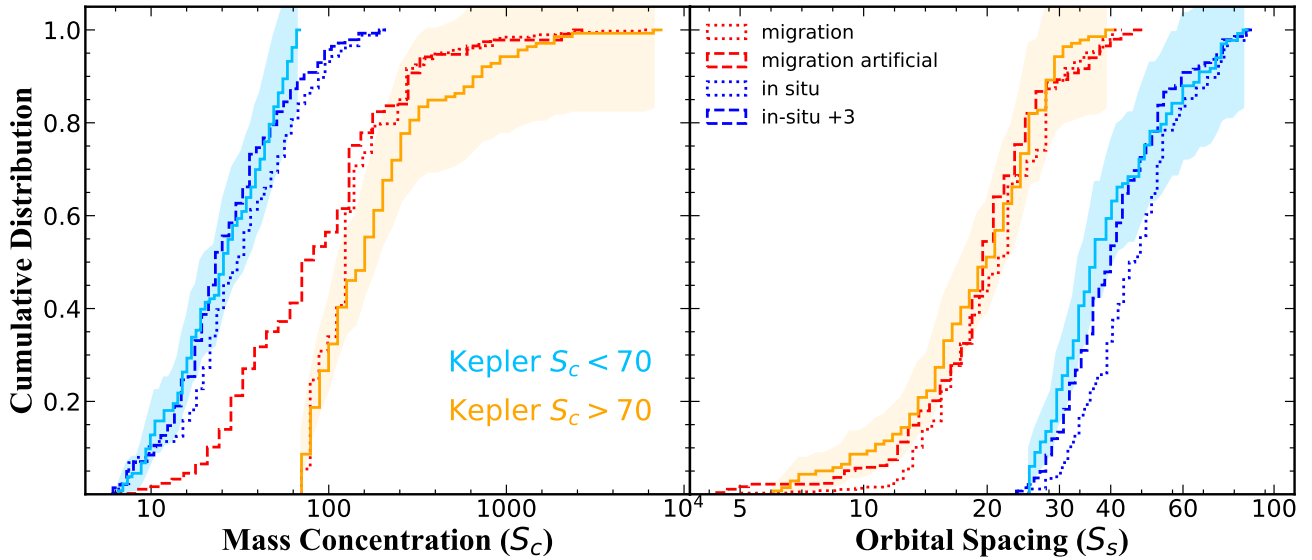 Cumulative Distribution
1.0
0.8
0.6
0.4
0.2
Kepler S_c < 70
Kepler S_c > 70
10 100 1000 10^4
Mass Concentration (S_c)
migration
migration artificial
in situ
in-situ +3
5 10 20 30 60 100
Orbital Spacing (S_s)